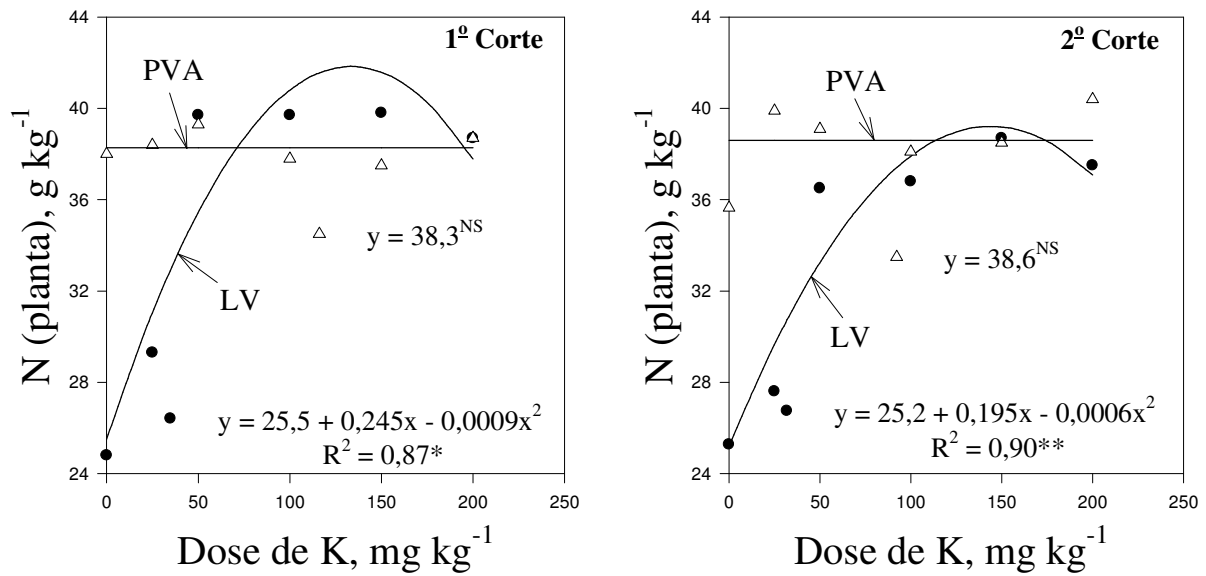 1º Corte
N (planta), g kg⁻¹
44
40
36
32
28
24
PVA
LV
y = 38,3ᴺˢ
y = 25,5 + 0,245x - 0,0009x²
R² = 0,87*
0 50 100 150 200 250
Dose de K, mg kg⁻¹
2º Corte
N (planta), g kg⁻¹
44
40
36
32
28
24
PVA
LV
y = 38,6ᴺˢ
y = 25,2 + 0,195x - 0,0006x²
R² = 0,90**
0 50 100 150 200 250
Dose de K, mg kg⁻¹